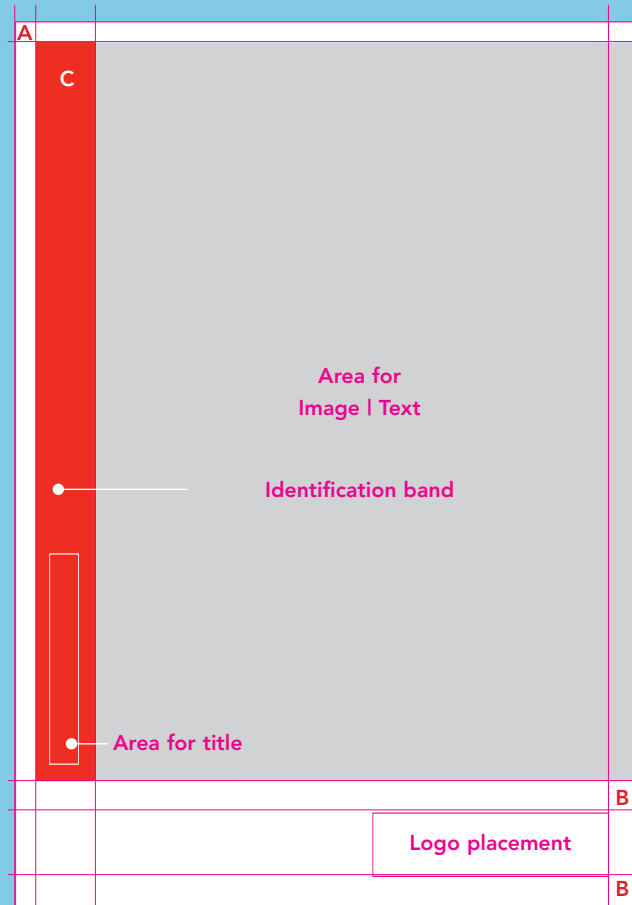 A
C
Area for
Image | Text
Identification band
Area for title
B
Logo placement
B